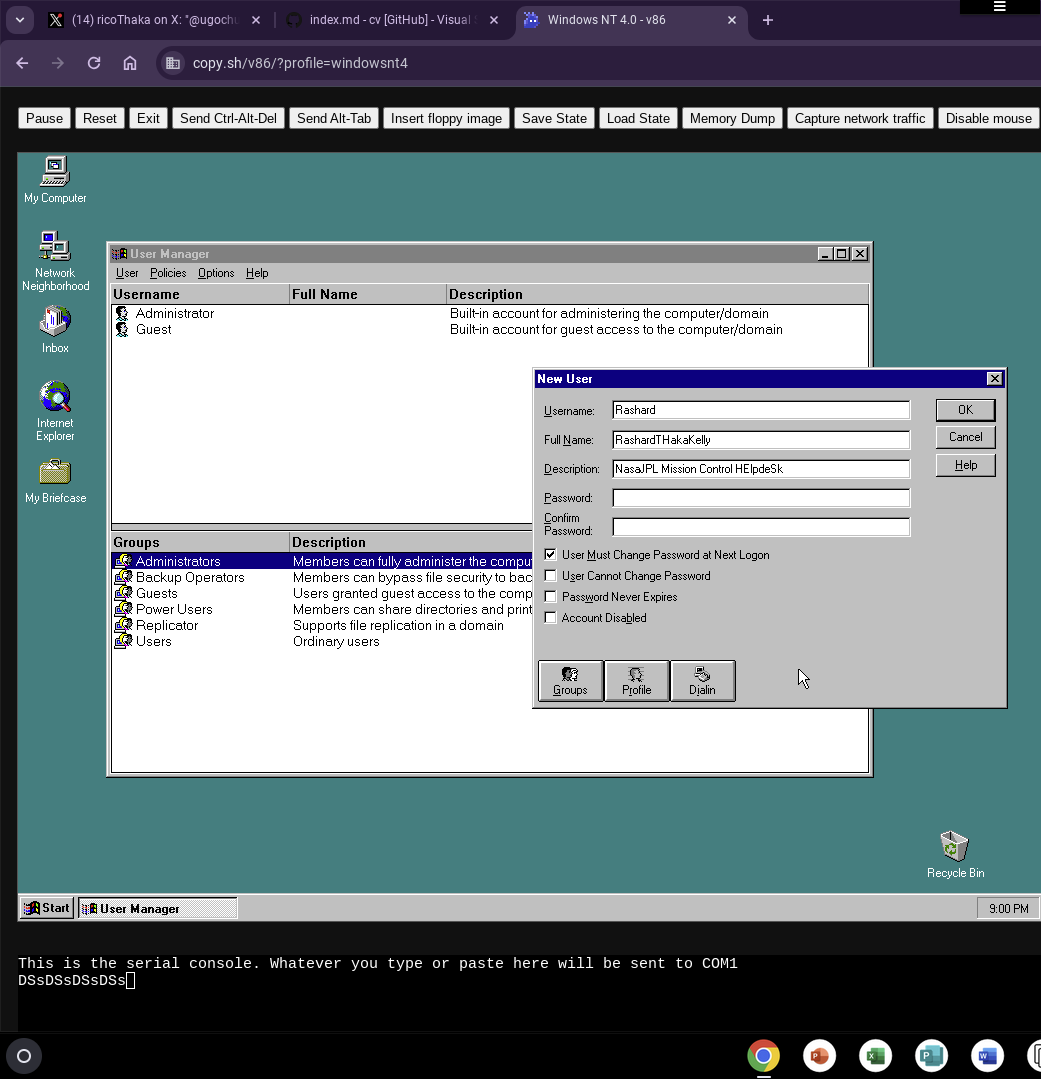 (14) ricoThaka on X: "@ugochu
index.md - cv [GitHub] - Visual S
Windows NT 4.0 - v86
copy.sh/v86/?profile=windowsnt4
Pause Reset Exit Send Ctrl-Alt-Del Send Alt-Tab Insert floppy image Save State Load State Memory Dump Capture network traffic Disable mouse
My Computer
Network
Neighborhood
Inbox
Internet
Explorer
My Briefcase
User Manager
User Policies Options Help
Username Full Name Description
Administrator Built-in account for administering the computer/domain
Guest Built-in account for guest access to the computer/domain
New User
Username: Rashard OK
Full Name: RashardTHakaKelly Cancel
Description: NasaJPL Mission Control HElpdeSk Help
Password:
Confirm
Password:
User Must Change Password at Next Logon
User Cannot Change Password
Password Never Expires
Account Disabled
Groups Profile Dialin
Groups Description
Administrators Members can fully administer the compu
Backup Operators Members can bypass file security to bac
Guests Users granted guest access to the comp
Power Users Members can share directories and print
Replicator Supports file replication in a domain
Users Ordinary users
Recycle Bin
Start User Manager 9:00 PM
This is the serial console. Whatever you type or paste here will be sent to COM1
DSsDSsDSsDSs